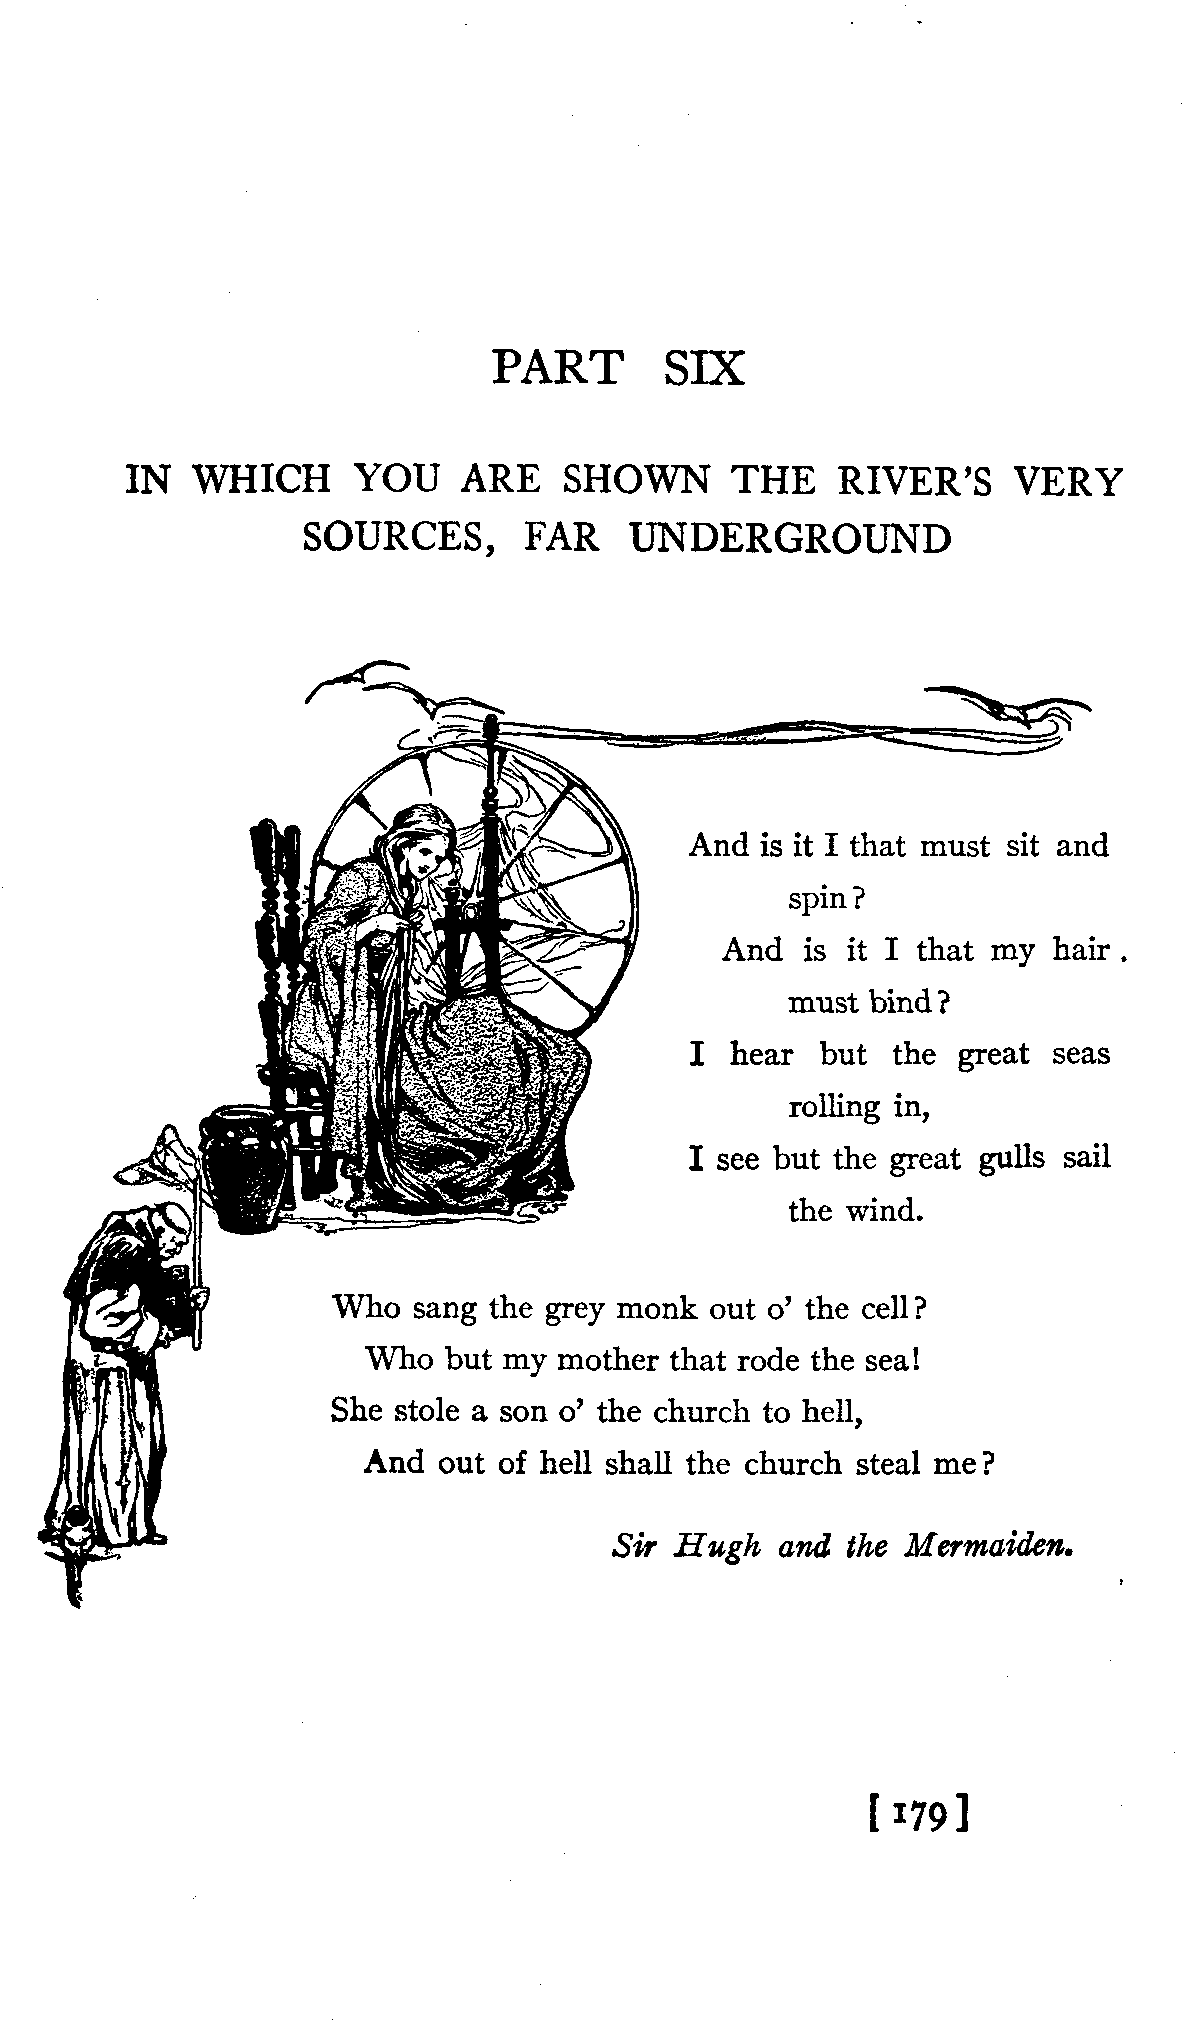 PART SIX
IN WHICH YOU ARE SHOWN THE RIVER'S VERY
SOURCES, FAR UNDERGROUND
And is it I that must sit and
spin?
And is it I that my hair
must bind?
I hear but the great seas
rolling in,
I see but the great gulls sail
the wind.
Who sang the grey monk out o' the cell?
Who but my mother that rode the sea!
She stole a son o' the church to hell,
And out of hell shall the church steal me?
Sir Hugh and the Mermaiden.
[ 179 ]